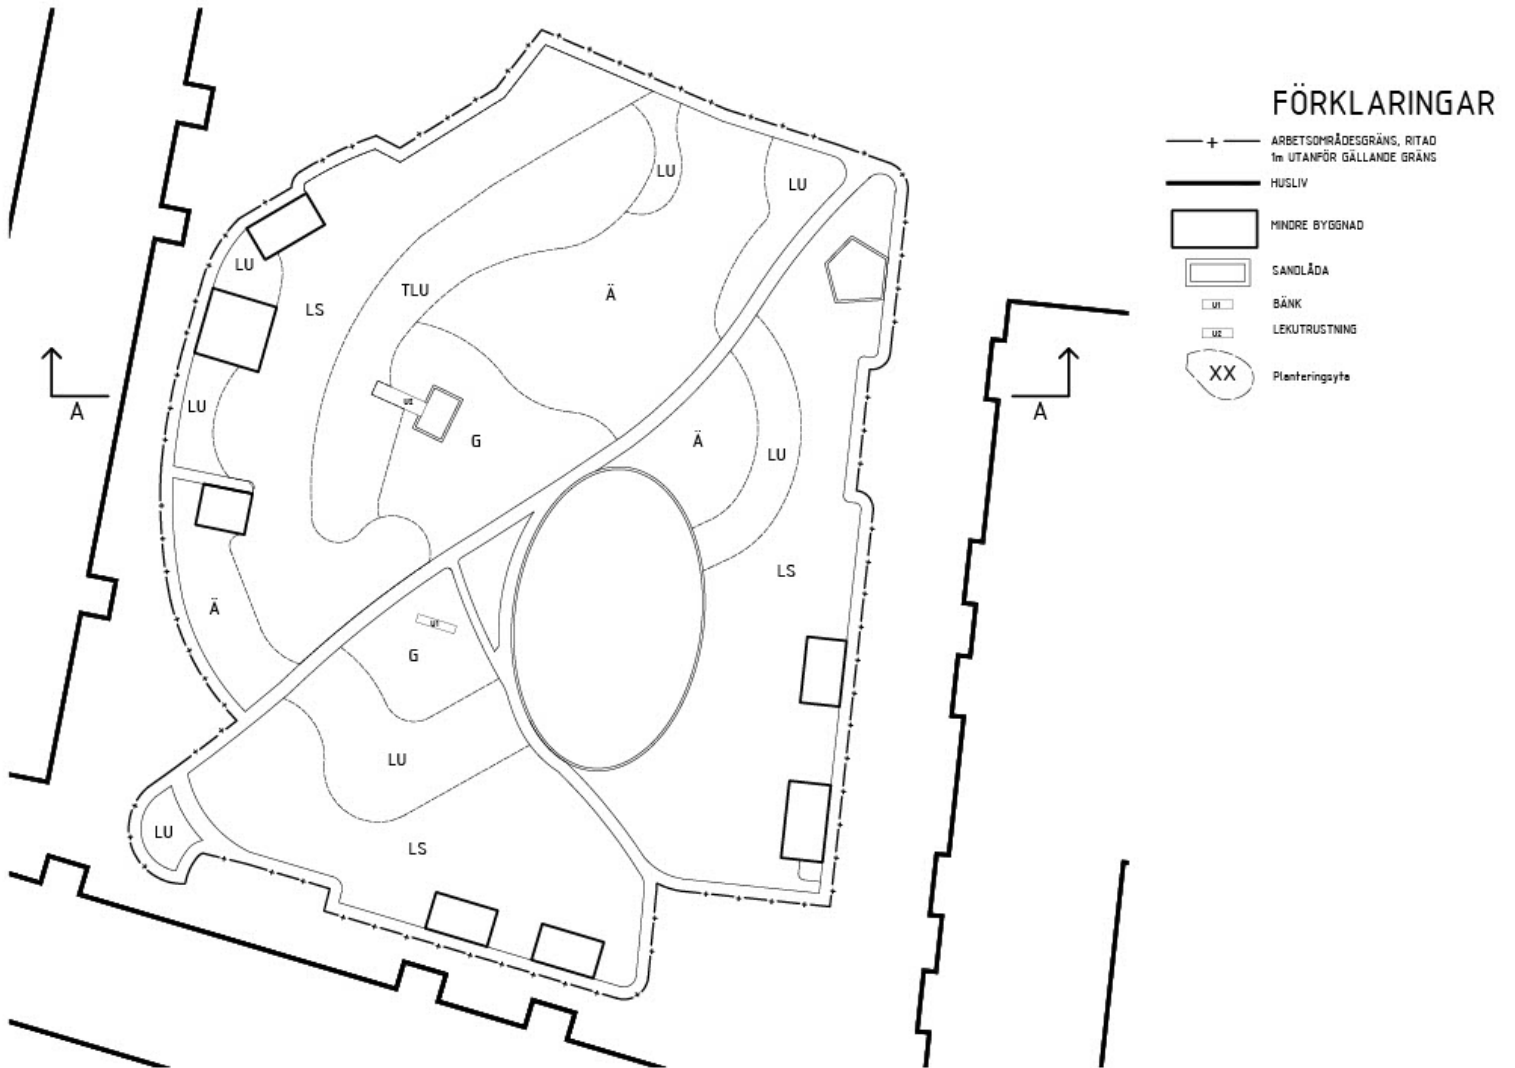 FÖRKLARINGAR
ARBETSOMRÅDESGRÄNS, RITAD
1m UTANFÖR GÄLLANDE GRÄNS
HUSLIV
MINDRE BYGGNAD
SANDLÅDA
U1 BÄNK
U2 LEKUTRUSTNING
XX Planteringsyta
LU
LU
LU
TLU
LS
Ä
A
A
LU
G
Ä
LU
LS
Ä
U1
G
LU
LU
LS